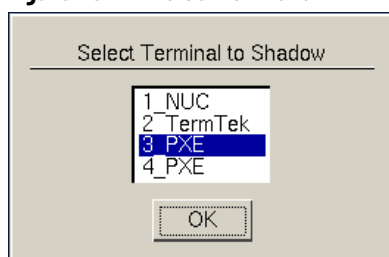 Select Terminal to Shadow
1_NUC
2_TermTek
3_PXE
4_PXE
OK